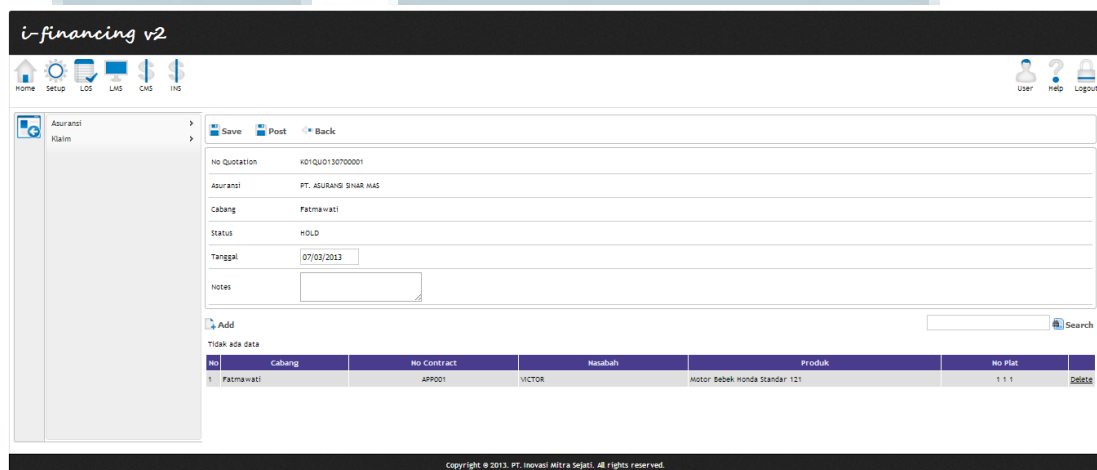 i-financing v2
Home Setup LOS LMS CMS INS User Help Logout
Asuransi >
Klaim >
Save Post Back
No Quotation K01QUO130700001
Asuransi PT. ASURANSI SINAR MAS
Cabang Fatmawati
Status HOLD
Tanggal 07/03/2013
Notes
Add Search
Tidak ada data
No Cabang No Contract Nasabah Produk No Plat
1 Fatmawati APP001 VICTOR Motor Bebek Honda Standar 121 1 1 1 Delete
Copyright © 2013. PT. Inovasi Mitra Sejati. All rights reserved.